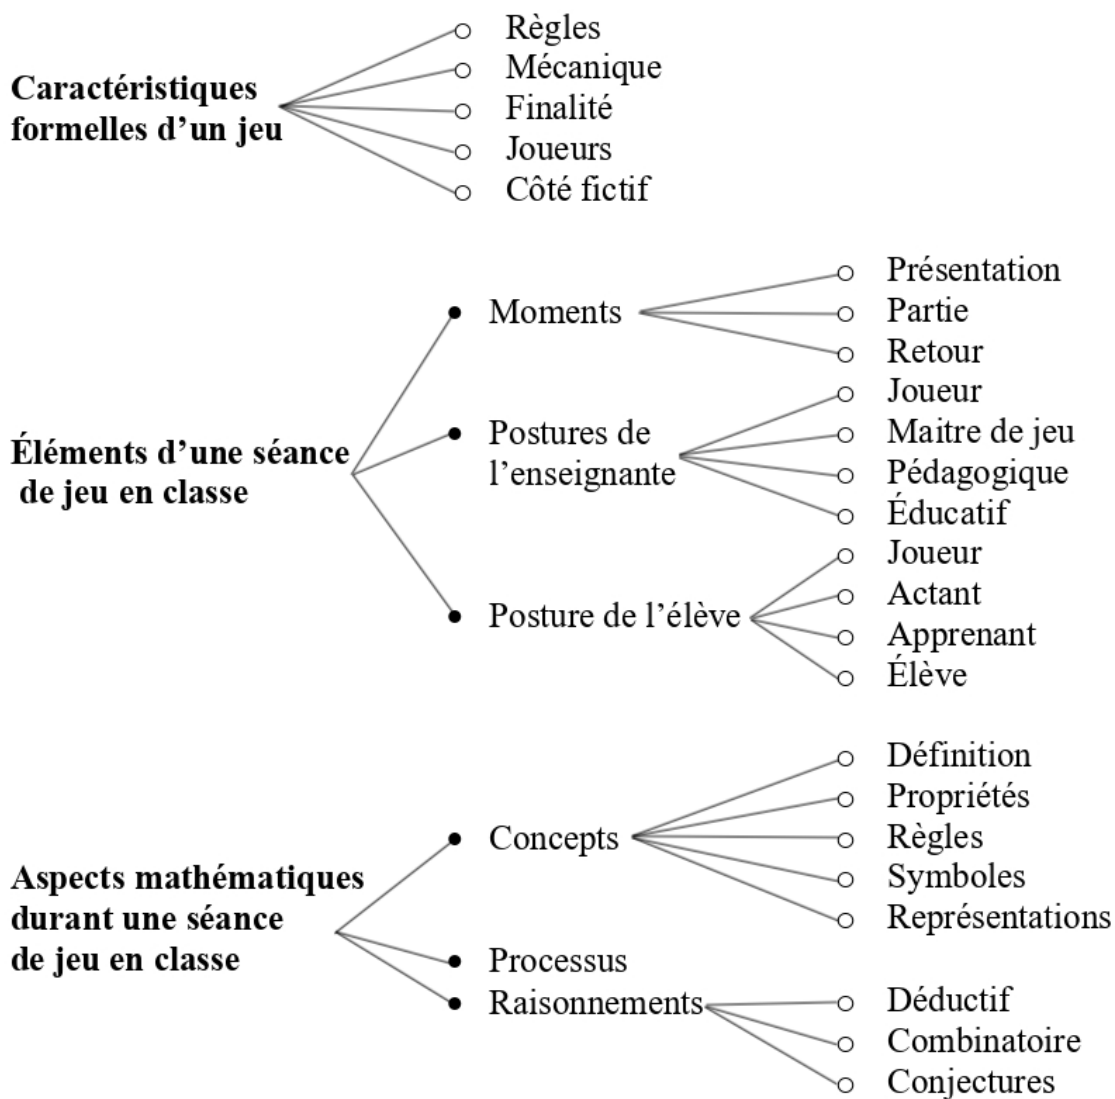 Règles
Mécanique
Caractéristiques
formelles d'un jeu
Finalité
Joueurs
Côté fictif
Éléments d'une séance
de jeu en classe
Moments
Présentation
Partie
Retour
Postures de
l'enseignante
Joueur
Maitre de jeu
Pédagogique
Éducatif
Posture de l'élève
Joueur
Actant
Apprenant
Élève
Aspects mathématiques
durant une séance
de jeu en classe
Concepts
Définition
Propriétés
Règles
Symboles
Représentations
Processus
Raisonnements
Déductif
Combinatoire
Conjectures